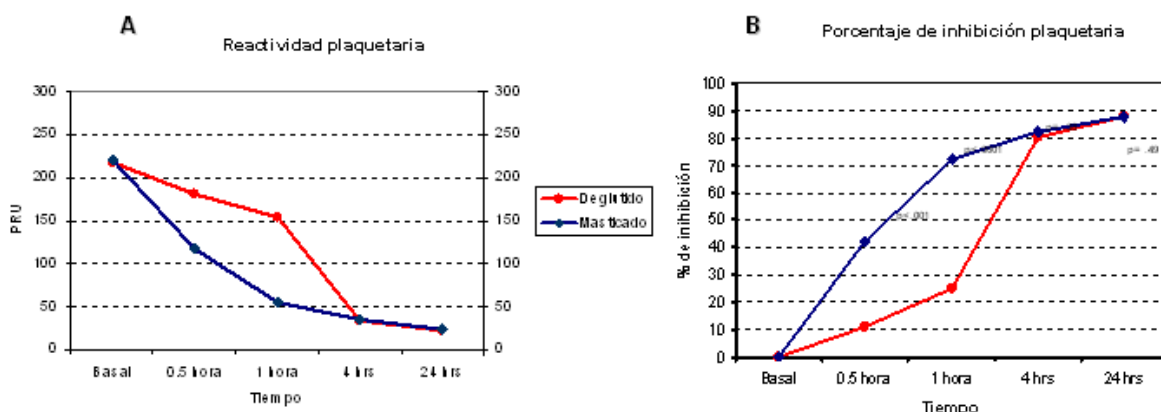 A
Reactividad plaquetaria
300
250
200
150
100
50
0
PRU
300
250
200
150
100
50
0
Basal 0.5 hora 1 hora 4 hrs 24 hrs
Tiempo
Deglutido
Masticado
B
Porcentaje de inhibición plaquetaria
100
90
80
70
60
50
40
30
20
10
0
% de inihibición
p= .49
Basal 0.5 hora 1 hora 4 hrs 24 hrs
Tiempo